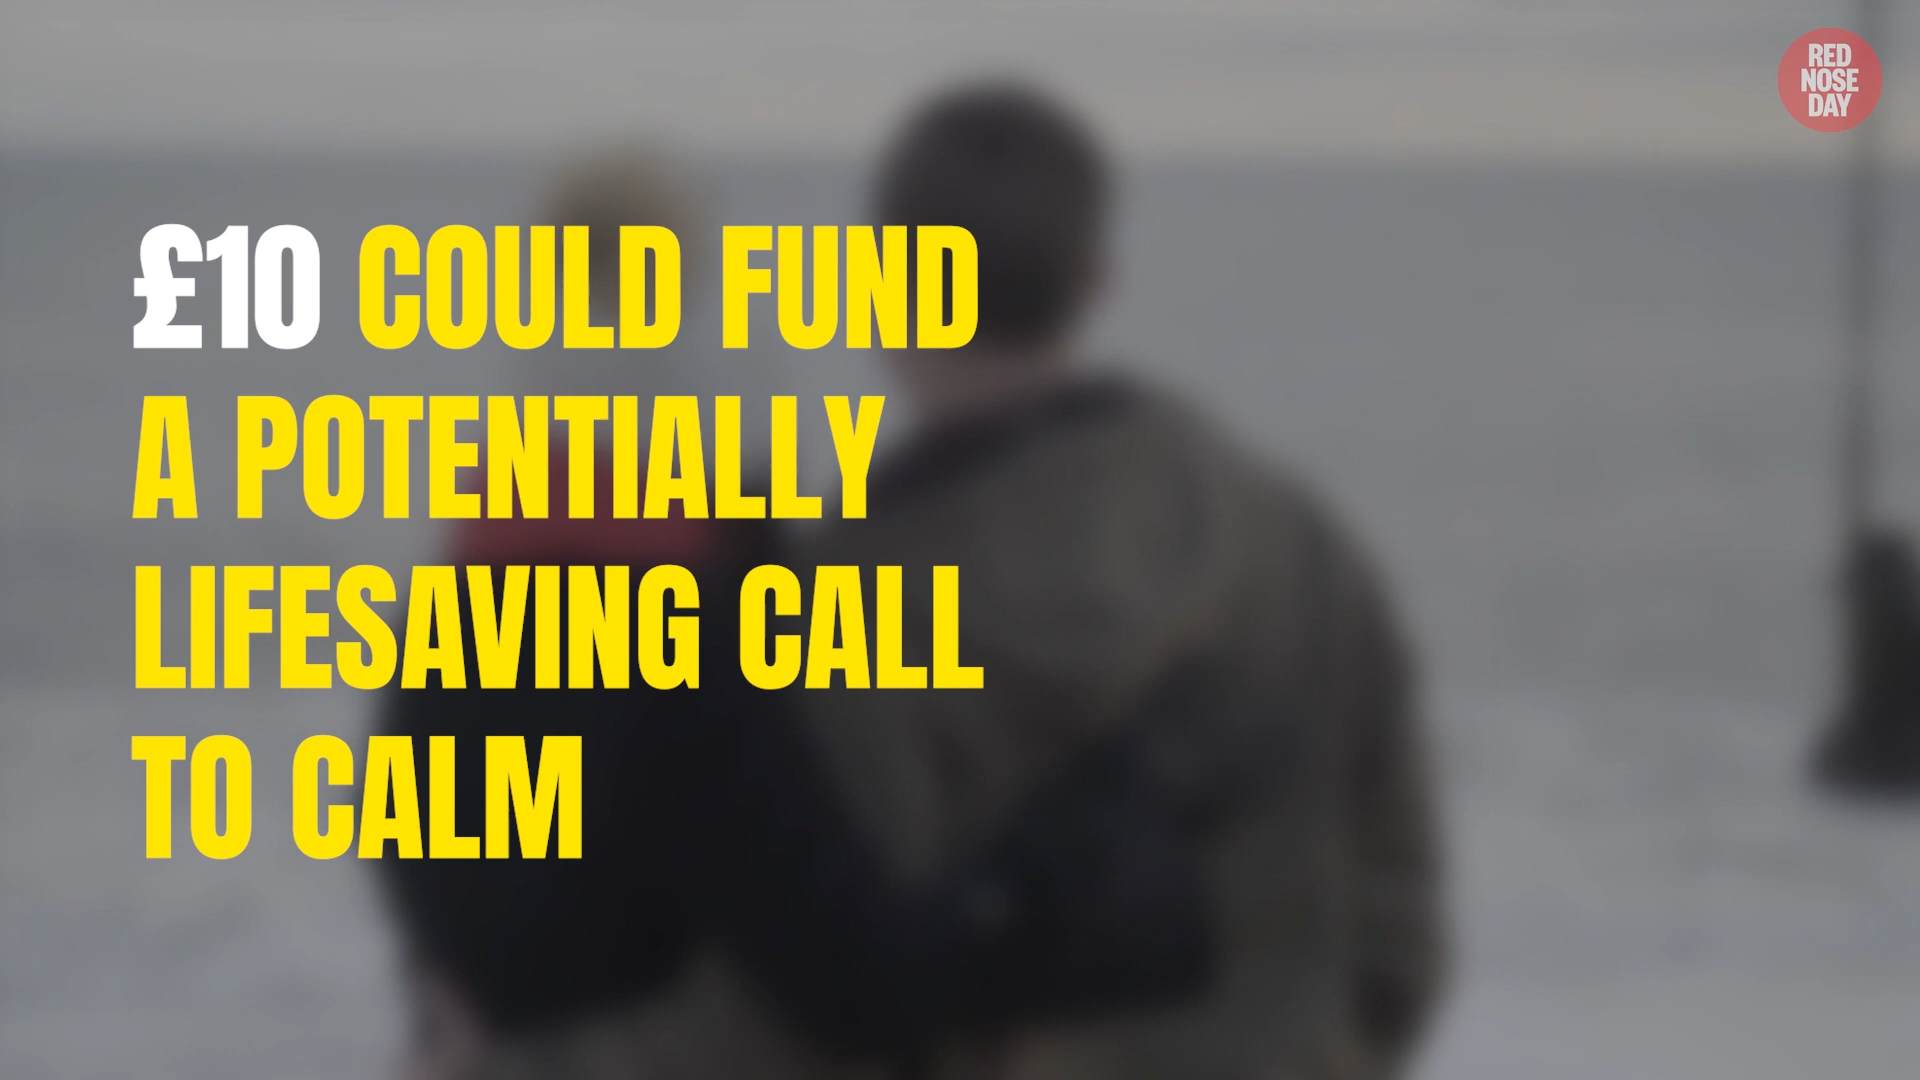 £10 COULD FUND
A POTENTIALLY
LIFESAVING CALL
TO CALM
RED
NOSE
DAY